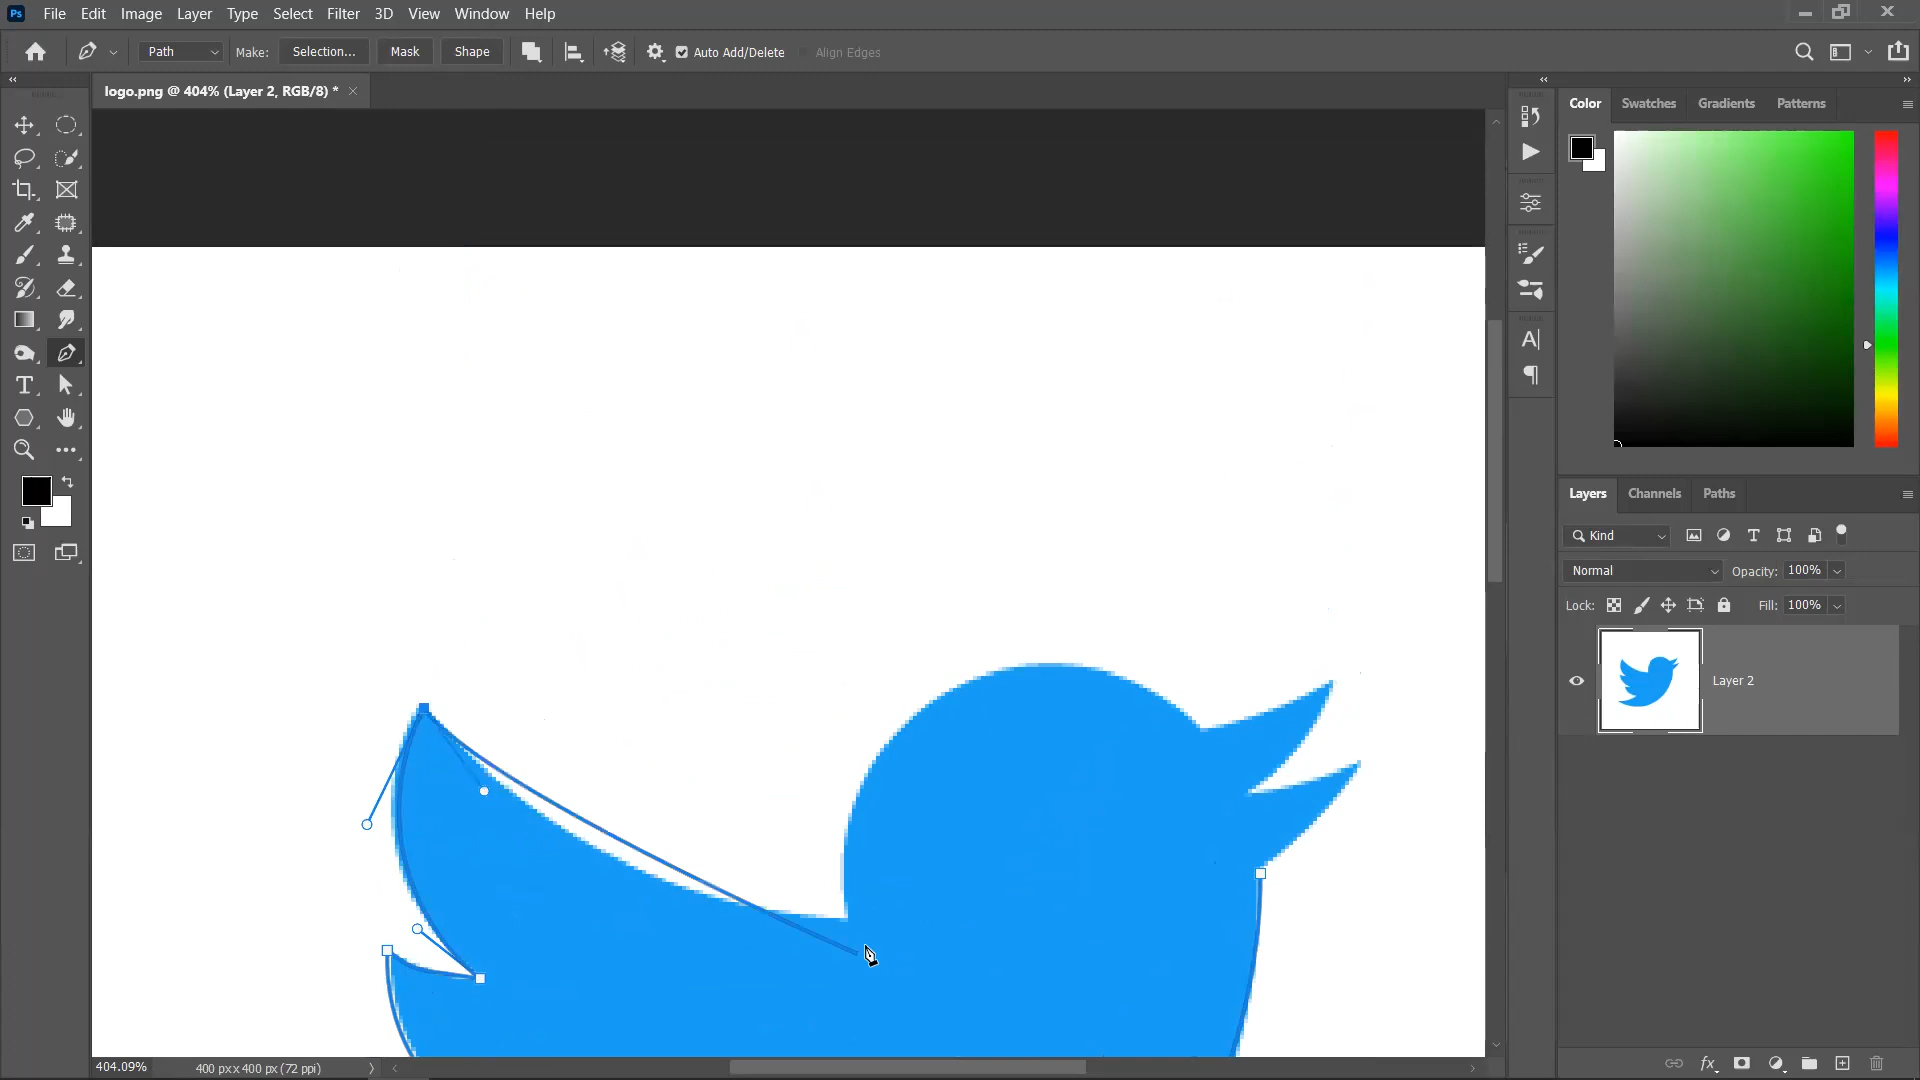 Ps File Edit Image Layer Type Select Filter 3D View Window Help
Path Make: Selection... Mask Shape Auto Add/Delete Align Edges
logo.png @ 404% (Layer 2, RGB/8) *
Color Swatches Gradients Patterns
Layers Channels Paths
Kind
Normal Opacity: 100%
Lock: Fill: 100%
Layer 2
404.09% 400 px x 400 px (72 ppi)